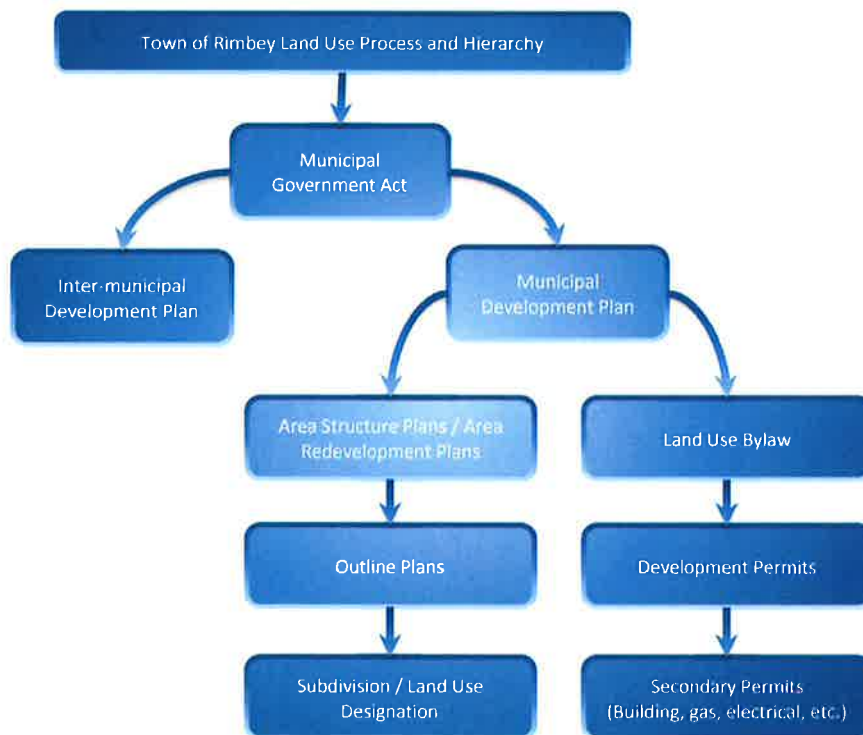 Town of Rimbey Land Use Process and Hierarchy
Municipal
Government Act
Inter-municipal
Development Plan
Municipal
Development Plan
Area Structure Plans / Area
Redevelopment Plans
Land Use Bylaw
Outline Plans
Development Permits
Subdivision / Land Use
Designation
Secondary Permits
(Building, gas, electrical, etc.)